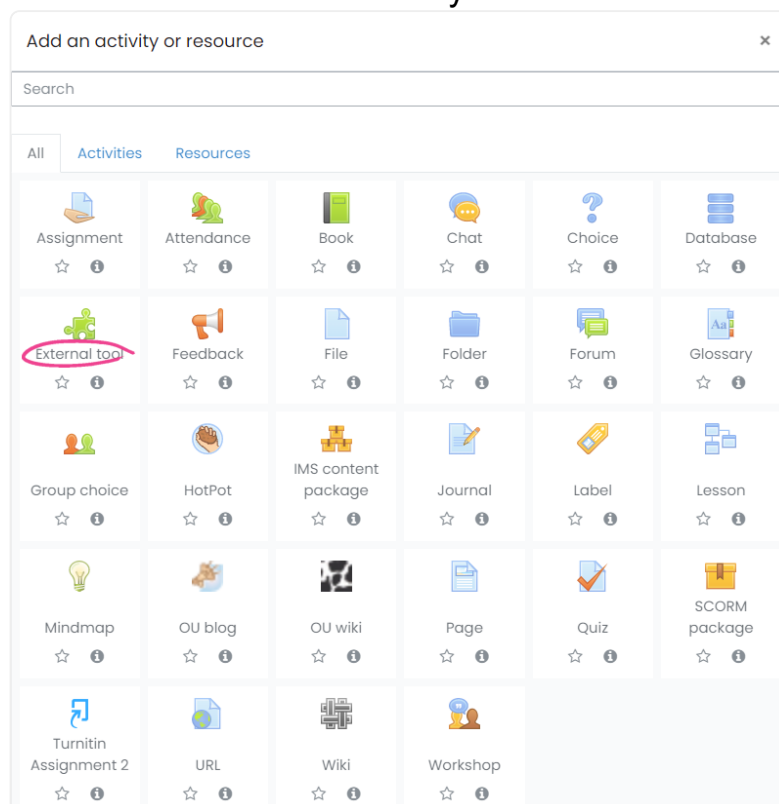 Add an activity or resource ×
Search
All Activities Resources
Assignment Attendance Book Chat Choice Database
External tool Feedback File Folder Forum Glossary
Group choice HotPot IMS content package Journal Label Lesson
Mindmap OU blog OU wiki Page Quiz SCORM package
Turnitin Assignment 2 URL Wiki Workshop